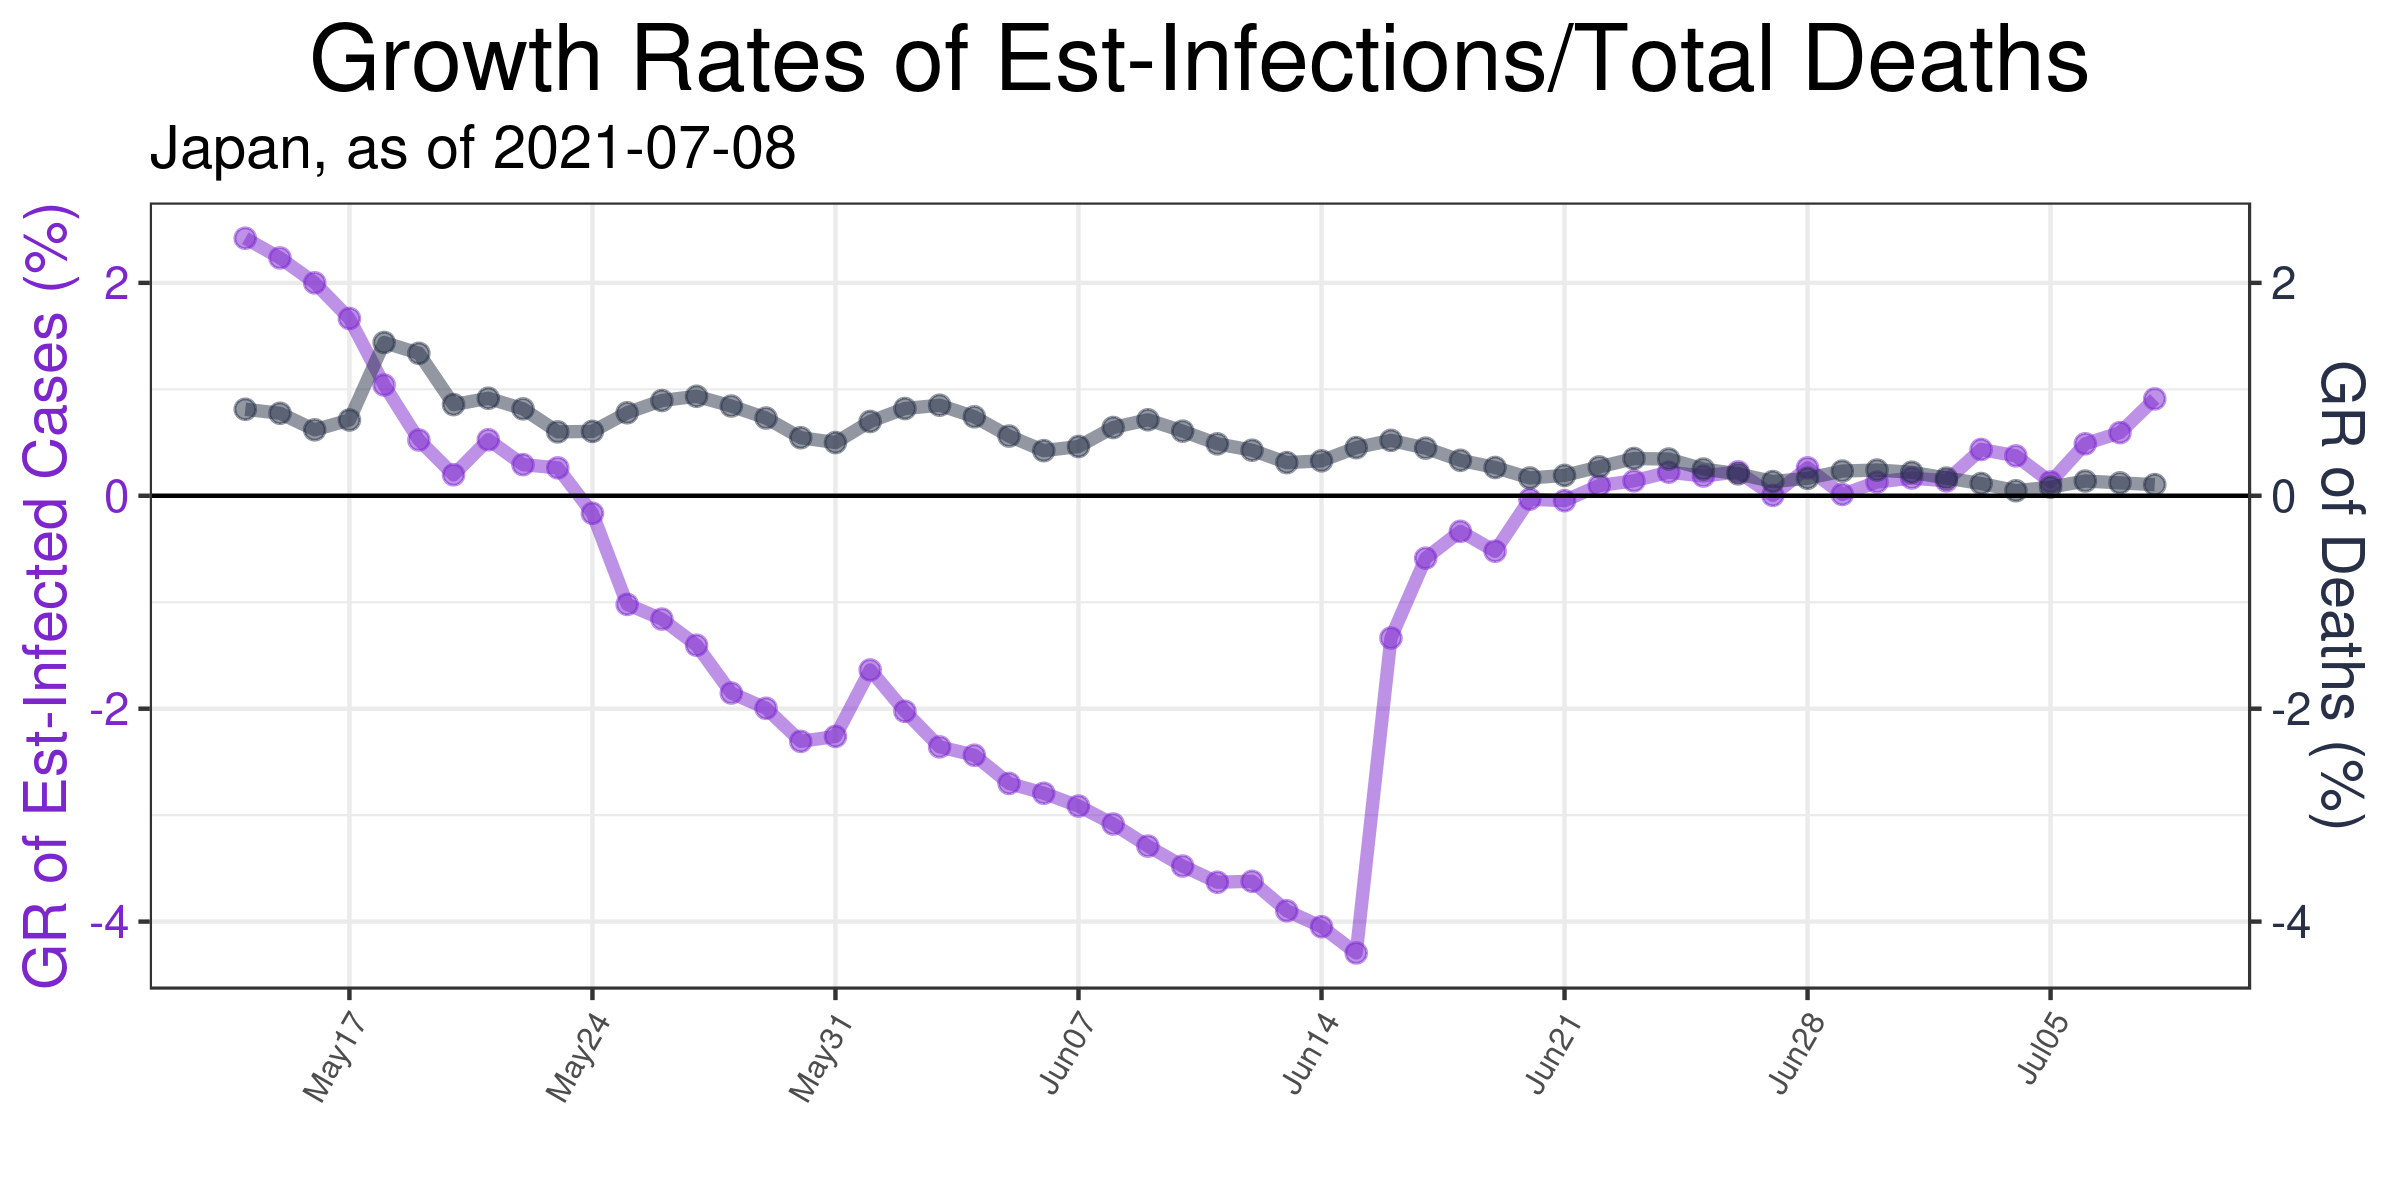 Growth Rates of Est-Infections/Total Deaths
Japan, as of 2021-07-08
GR of Est-Infected Cases (%)
2
0
-2
-4
2
0
-2
-4
GR of Deaths (%)
May17
May24
May31
Jun07
Jun14
Jun21
Jun28
Jul05